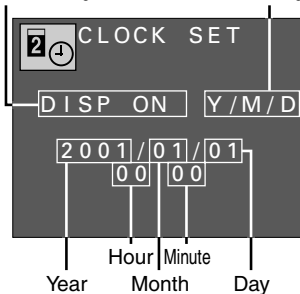 2 CLOCK SET
DISP ON Y/M/D
2001/01/01
00 00
Hour Minute
Year Month Day